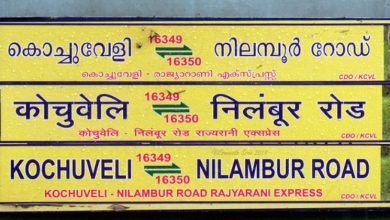 കൊച്ചുവേളി 16349 16350 നിലമ്പൂർ റോഡ്
കൊച്ചുവേളി - രാജ്യറാണി എക്സ്പ്രസ്സ്
CDO / KCVL
कोचुवेलि 16349 16350 निलंबूर रोड
कोचुवेलि - निलंबूर रोड राज्यरानी एक्सप्रेस
CDO / KCVL
KOCHUVELI 16349 16350 NILAMBUR ROAD
KOCHUVELI - NILAMBUR ROAD RAJYARANI EXPRESS
CDO / KCVL